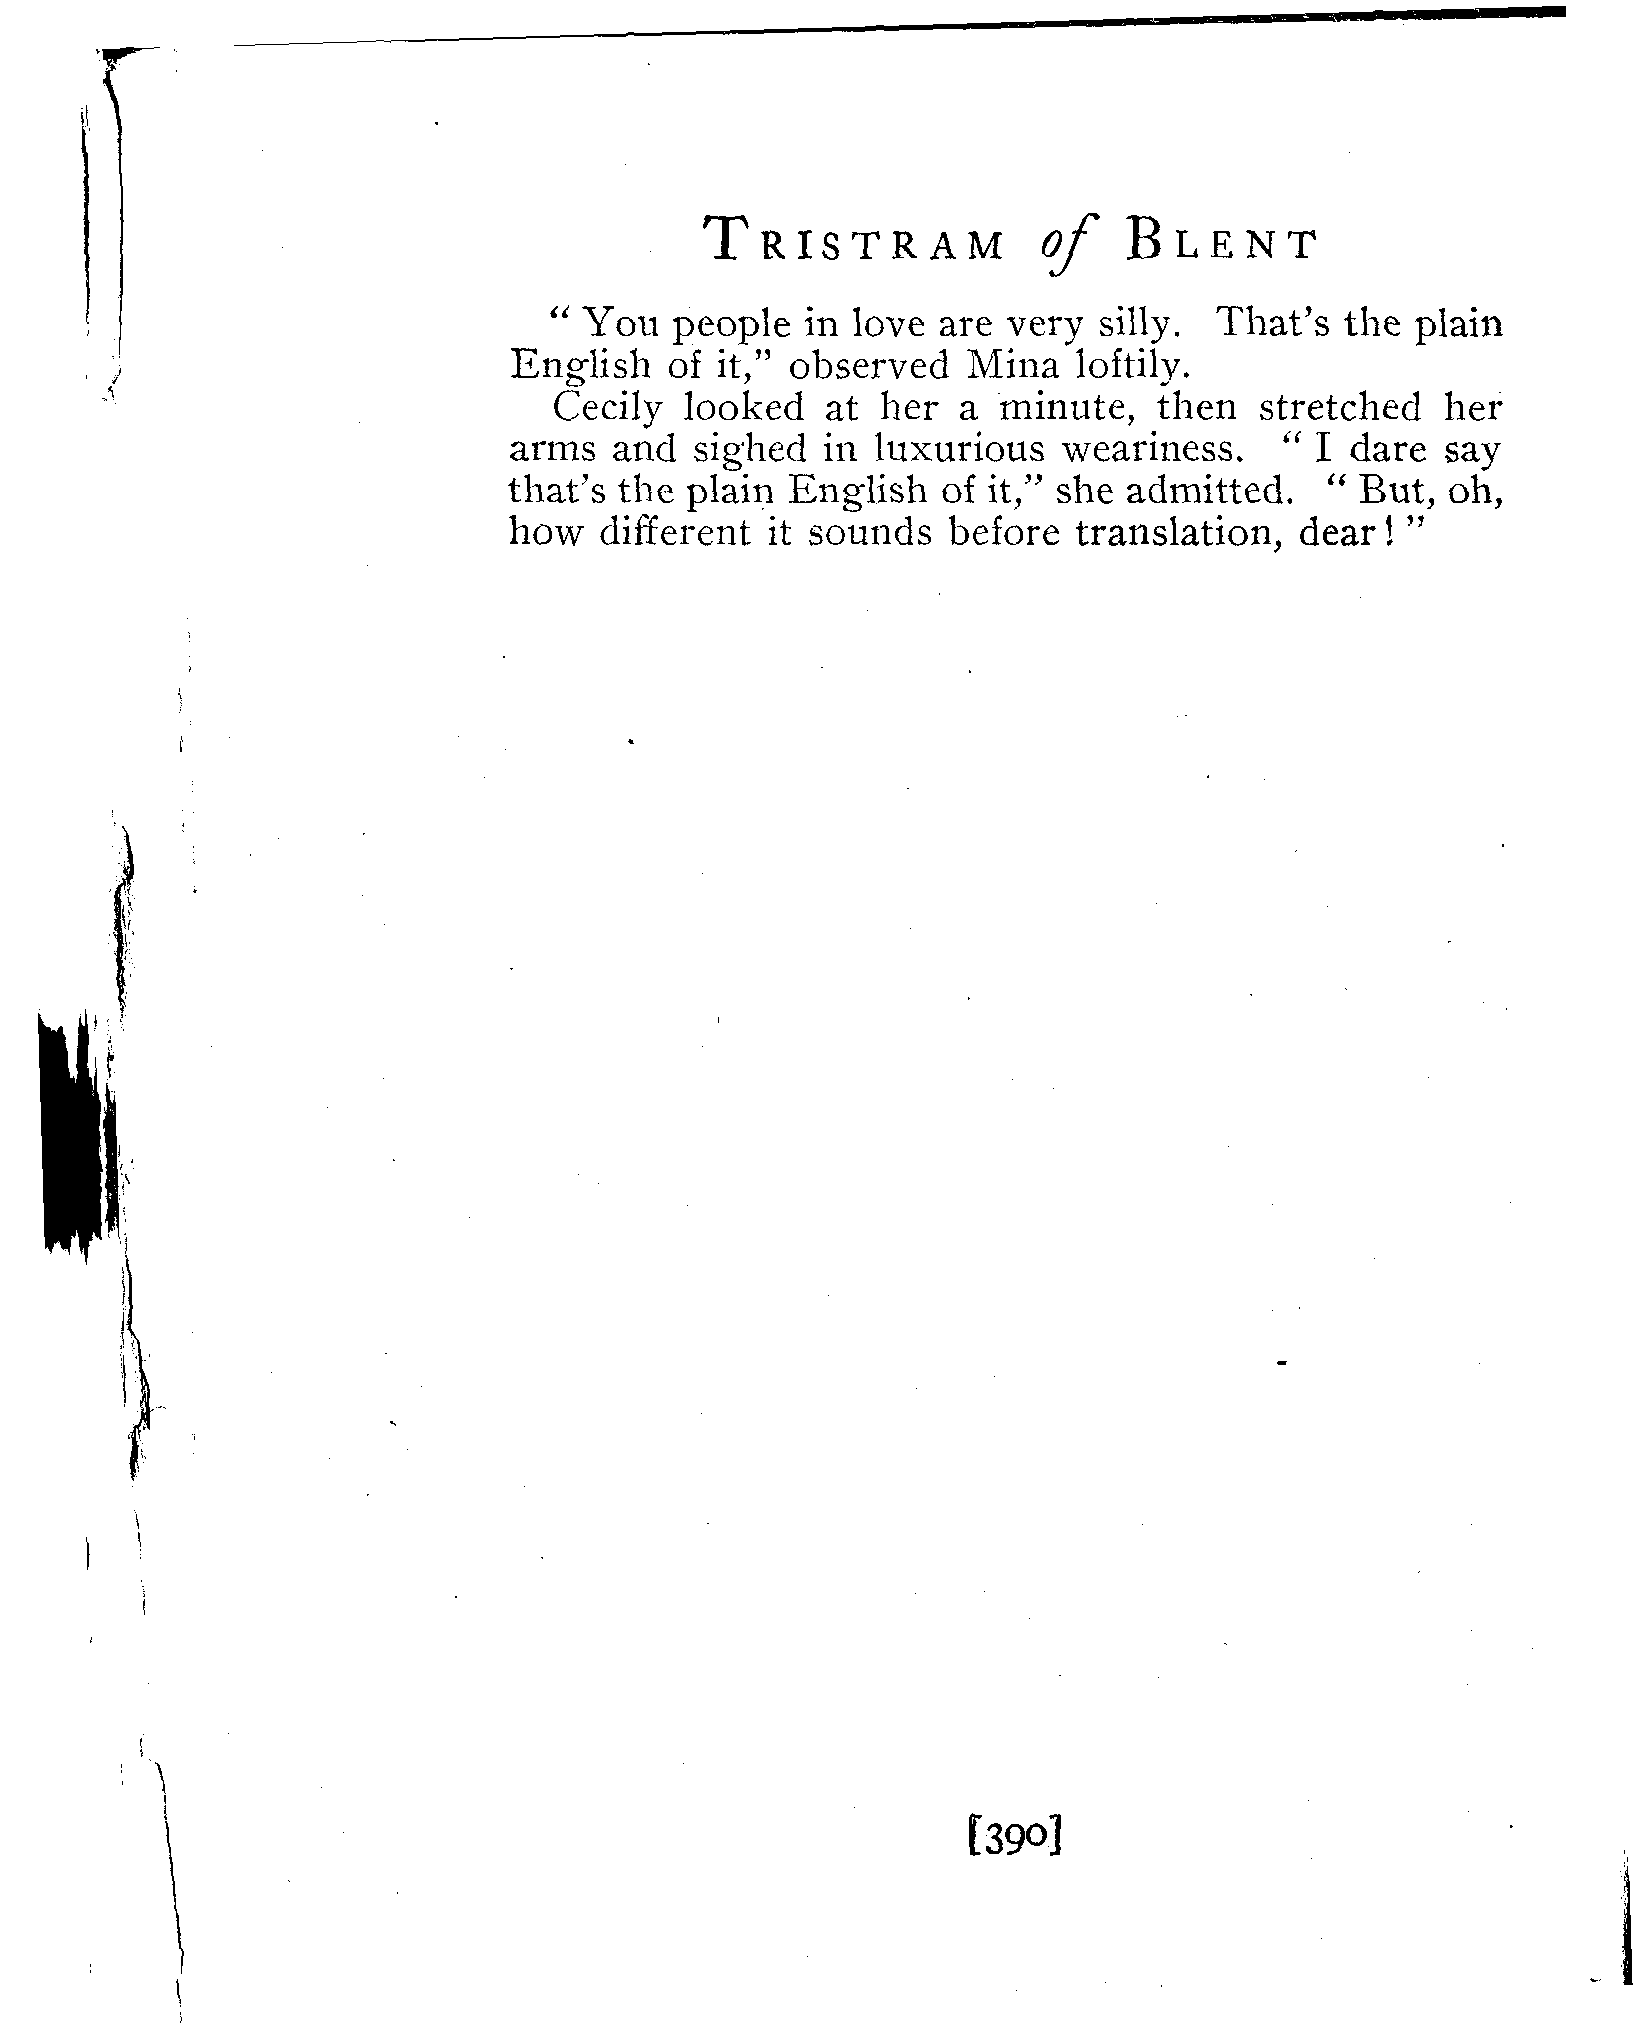 TRISTRAM of BLENT
“ You people in love are very silly. That's the plain
English of it,” observed Mina loftily.
Cecily looked at her a minute, then stretched her
arms and sighed in luxurious weariness. “ I dare say
that's the plain English of it,” she admitted. “ But, oh,
how different it sounds before translation, dear! ”
[390]